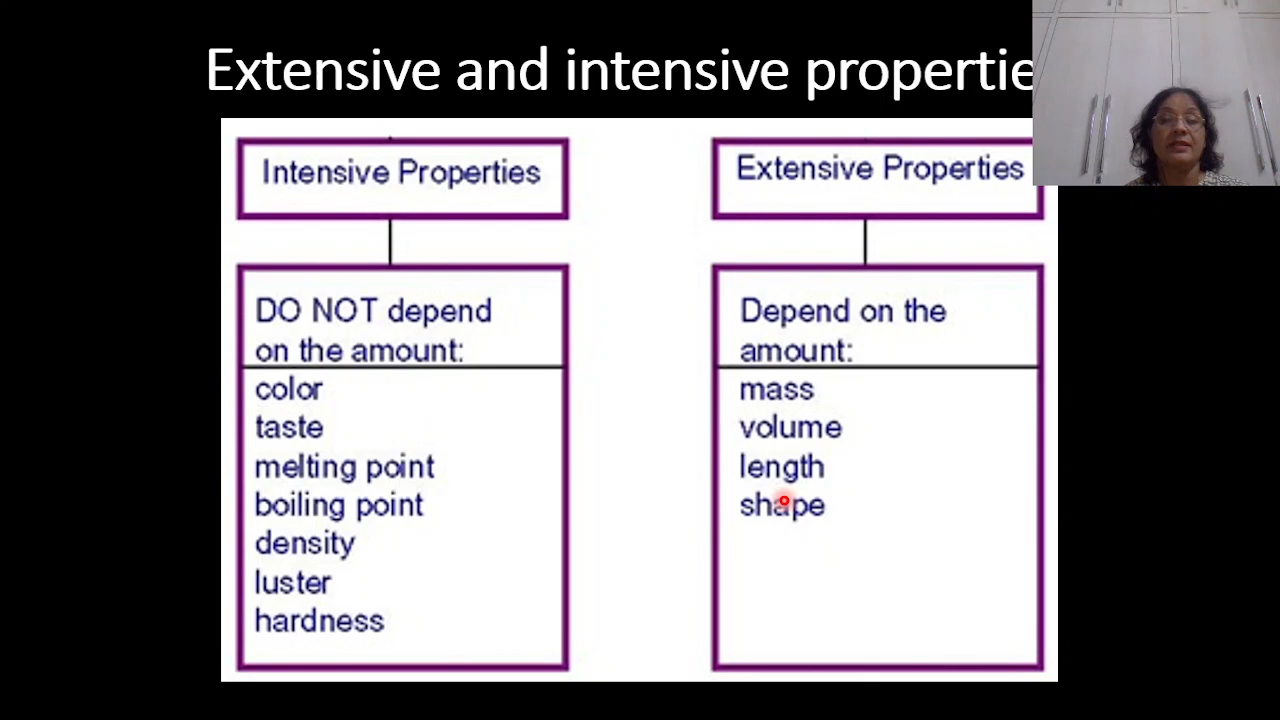 Extensive and intensive propertie
Intensive Properties
DO NOT depend
on the amount:
color
taste
melting point
boiling point
density
luster
hardness
Extensive Properties
Depend on the
amount:
mass
volume
length
shape